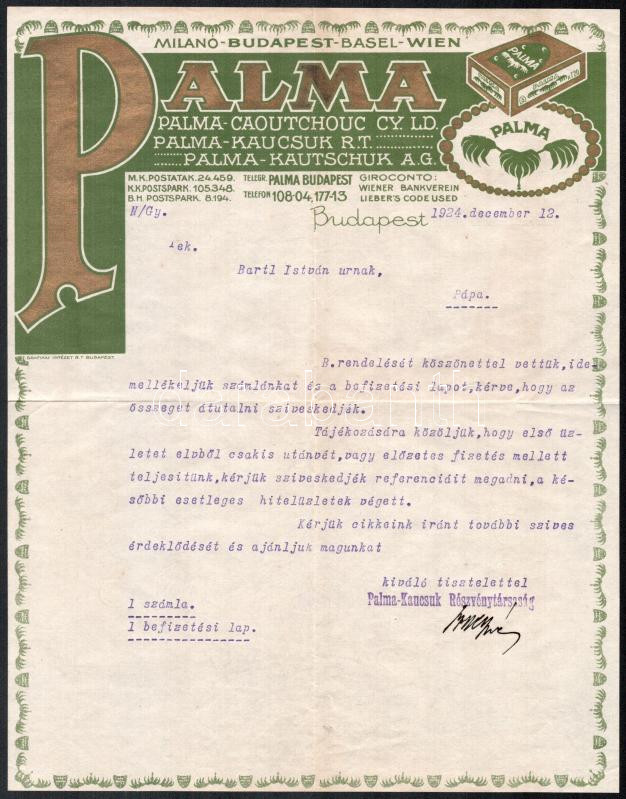 MILANO-BUDAPEST-BASEL-WIEN
PALMA
PALMA-CAOUTCHOUC CY. LD.
PALMA-KAUCSUK R.T.
PALMA-KAUTSCHUK A.G.
PALMA
PALMA
M.K. POSTATAK. 24.459.
K.K. POSTSPARK. 105.348.
B.H. POSTSPARK. 8.194.
TELEGR. PALMA BUDAPEST
TELEFON 108-04, 177-13
GIROCONTO:
WIENER BANKVEREIN
LIEBER'S CODE USED
N/Gy.
Budapest 1924.december 12.
ek.
Bartl István urnak,
Pápa.
GRAFIKAI INTÉZET R.T. BUDAPEST.
B.rendelését köszönettel vettük,ide-
mellékeljük számlánkat és a befizetési lapot,kérve,hogy az
összeget átutalni sziveskedjék.
Tájékozására közöljük,hogy első üz-
letet elvből csakis utánvét,vagy előzetes fizetés mellett
teljesitünk,kérjük sziveskedjék referenciáit megadni,a ké-
sőbbi esetleges hitelüzletek végett.
Kérjük cikkeink iránt további szives
érdeklődését és ajánljuk magunkat
kiváló tisztelettel
Palma-Kaucsuk Részvénytársaság
1 számla.
1 befizetési lap.